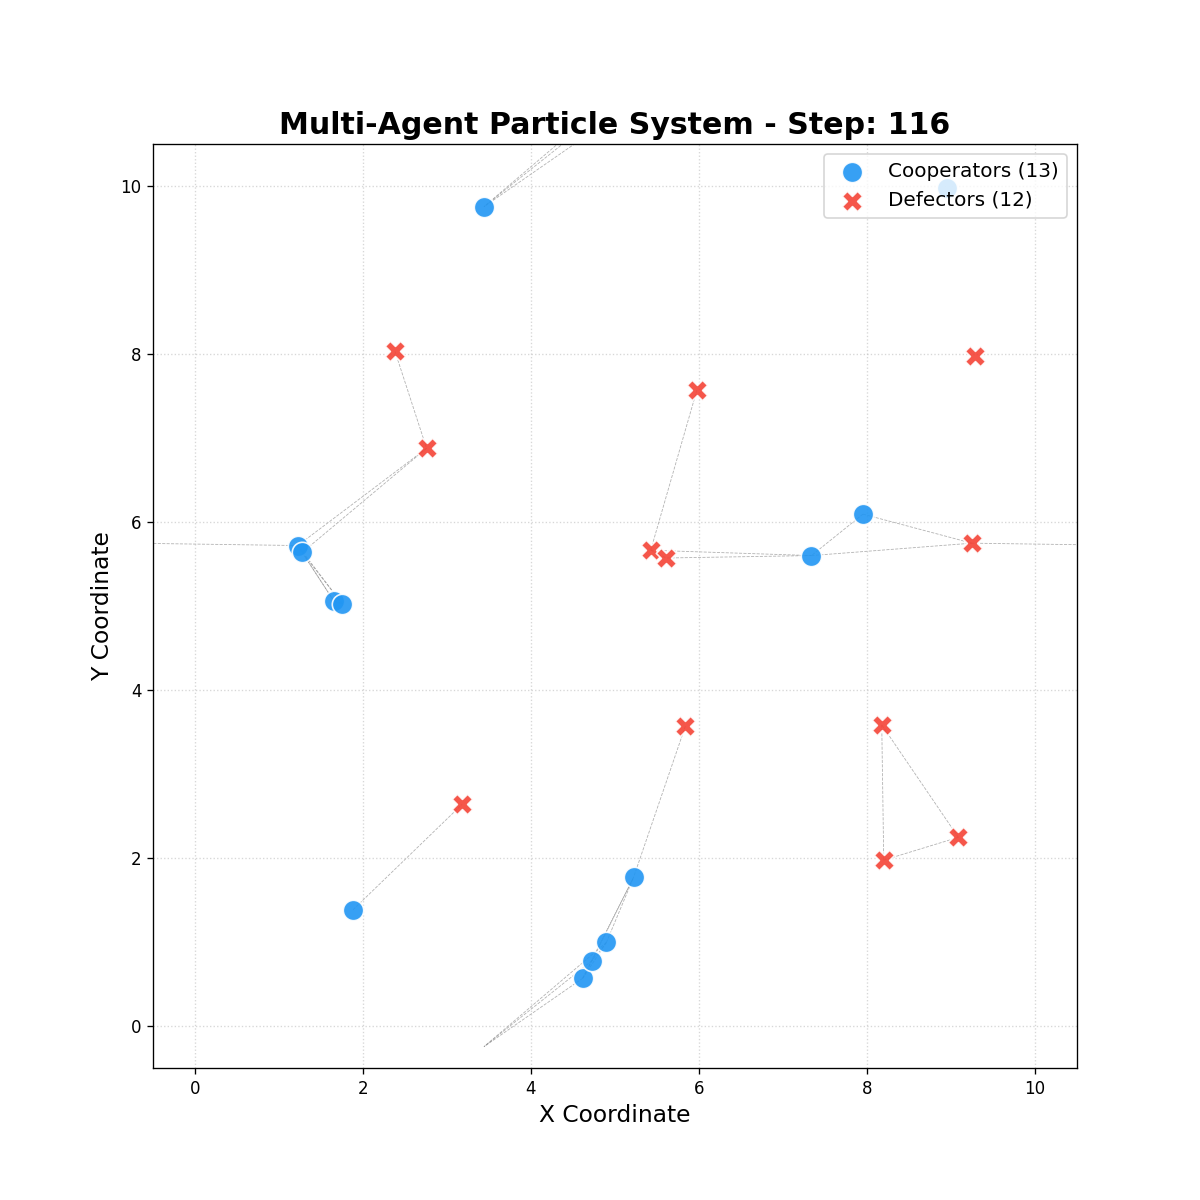 Multi-Agent Particle System - Step: 116
Cooperators (13)
Defectors (12)
10
8
6
4
2
0
Y Coordinate
0 2 4 6 8 10
X Coordinate